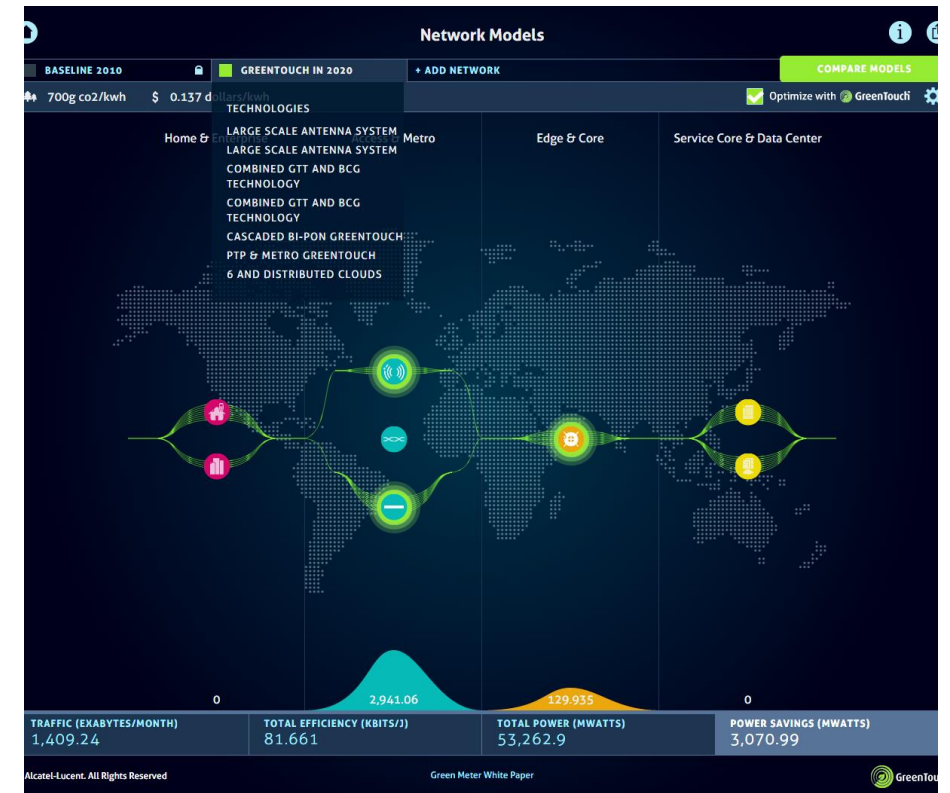 Network Models
i
BASELINE 2010
GREENTOUCH IN 2020
+ ADD NETWORK
COMPARE MODELS
700g co2/kwh
$ 0.137 dollars/kwh
Optimize with GreenTouch
TECHNOLOGIES
LARGE SCALE ANTENNA SYSTEM
LARGE SCALE ANTENNA SYSTEM
COMBINED GTT AND BCG
TECHNOLOGY
COMBINED GTT AND BCG
TECHNOLOGY
CASCADED BI-PON GREENTOUCH
PTP & METRO GREENTOUCH
6 AND DISTRIBUTED CLOUDS
Home & Enterprise
Access & Metro
Edge & Core
Service Core & Data Center
0
2,941.06
129.935
0
TRAFFIC (EXABYTES/MONTH)
1,409.24
TOTAL EFFICIENCY (KBITS/J)
81.661
TOTAL POWER (MWATTS)
53,262.9
POWER SAVINGS (MWATTS)
3,070.99
Alcatel-Lucent. All Rights Reserved
Green Meter White Paper
GreenTou